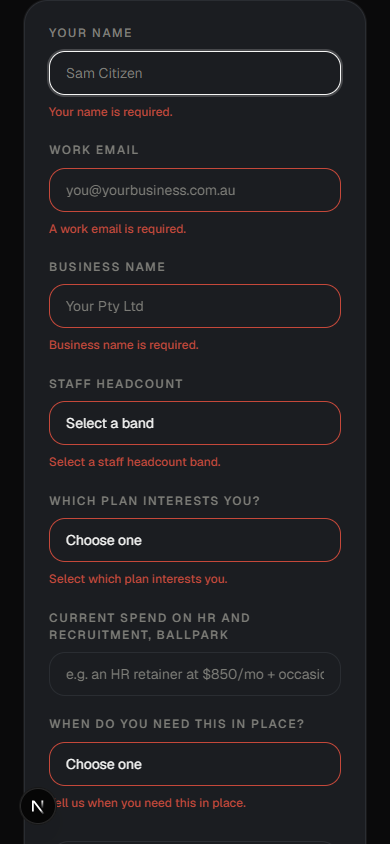 YOUR NAME
Sam Citizen
Your name is required.
WORK EMAIL
you@yourbusiness.com.au
A work email is required.
BUSINESS NAME
Your Pty Ltd
Business name is required.
STAFF HEADCOUNT
Select a band
Select a staff headcount band.
WHICH PLAN INTERESTS YOU?
Choose one
Select which plan interests you.
CURRENT SPEND ON HR AND
RECRUITMENT, BALLPARK
e.g. an HR retainer at $850/mo + occasic
WHEN DO YOU NEED THIS IN PLACE?
Choose one
N ell us when you need this in place.